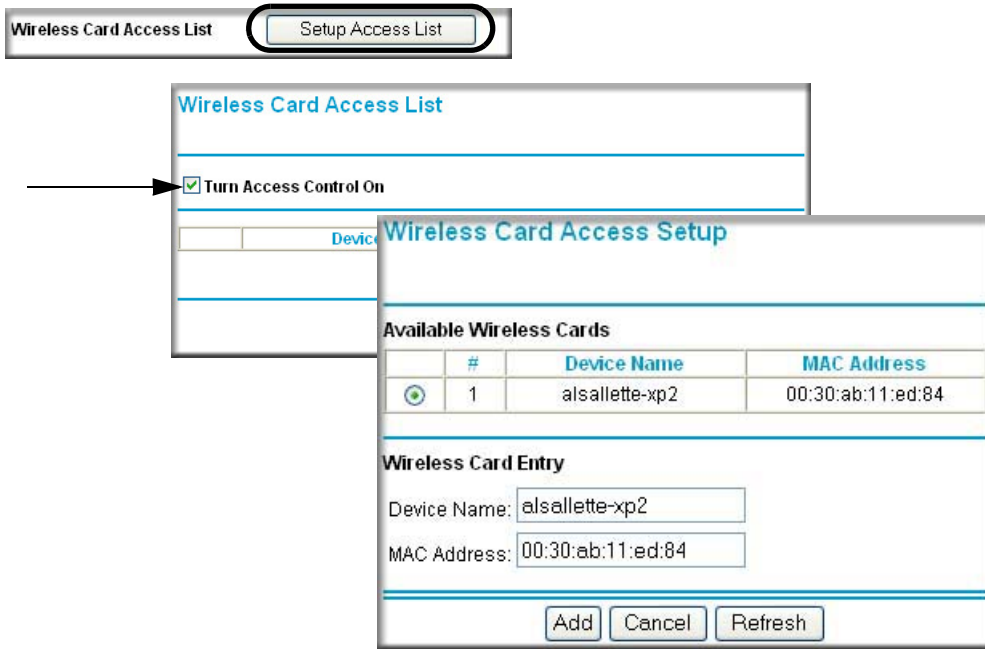 Wireless Card Access List Setup Access List
Wireless Card Access List
Turn Access Control On
Device
Wireless Card Access Setup
Available Wireless Cards
# Device Name MAC Address
1 alsallette-xp2 00:30:ab:11:ed:84
Wireless Card Entry
Device Name: alsallette-xp2
MAC Address: 00:30:ab:11:ed:84
Add Cancel Refresh